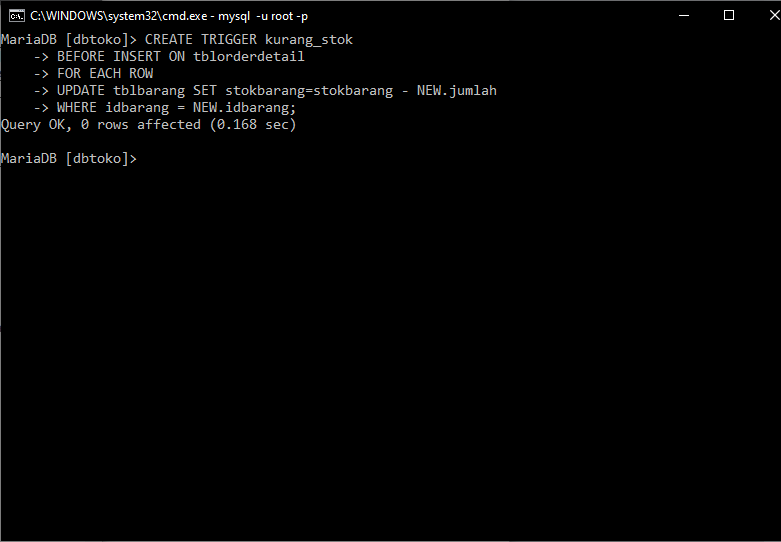 C:\WINDOWS\system32\cmd.exe - mysql  -u root -p
MariaDB [dbtoko]> CREATE TRIGGER kurang_stok
    -> BEFORE INSERT ON tblorderdetail
    -> FOR EACH ROW
    -> UPDATE tblbarang SET stokbarang=stokbarang - NEW.jumlah
    -> WHERE idbarang = NEW.idbarang;
Query OK, 0 rows affected (0.168 sec)
MariaDB [dbtoko]>